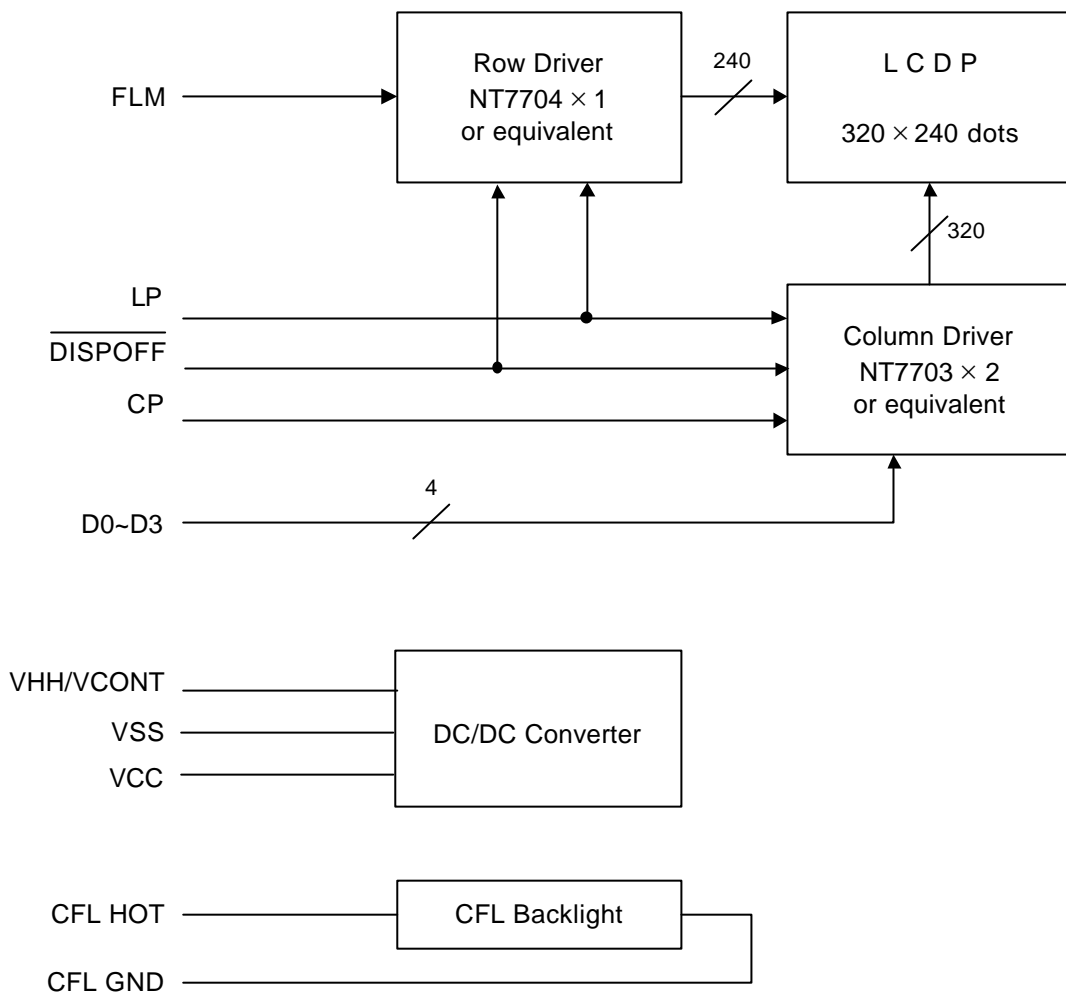 FLM
Row Driver
NT7704 × 1
or equivalent
240
L C D P
320 × 240 dots
320
LP
DISPOFF
CP
Column Driver
NT7703 × 2
or equivalent
4
D0~D3
VHH/VCONT
VSS
VCC
DC/DC Converter
CFL HOT
CFL Backlight
CFL GND